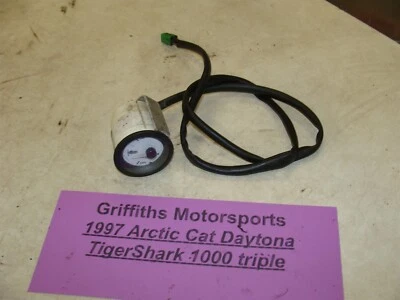 Griffiths Motorsports
1997 Arctic Cat Daytona
TigerShark 1000 triple